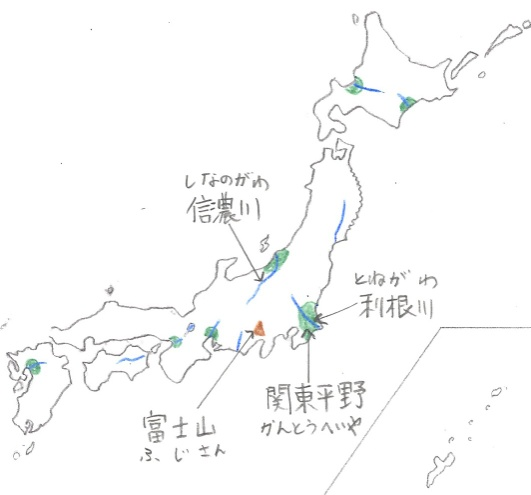 しなのがわ
信濃川
とねがわ
利根川
関東平野
かんとうへいや
富士山
ふじさん